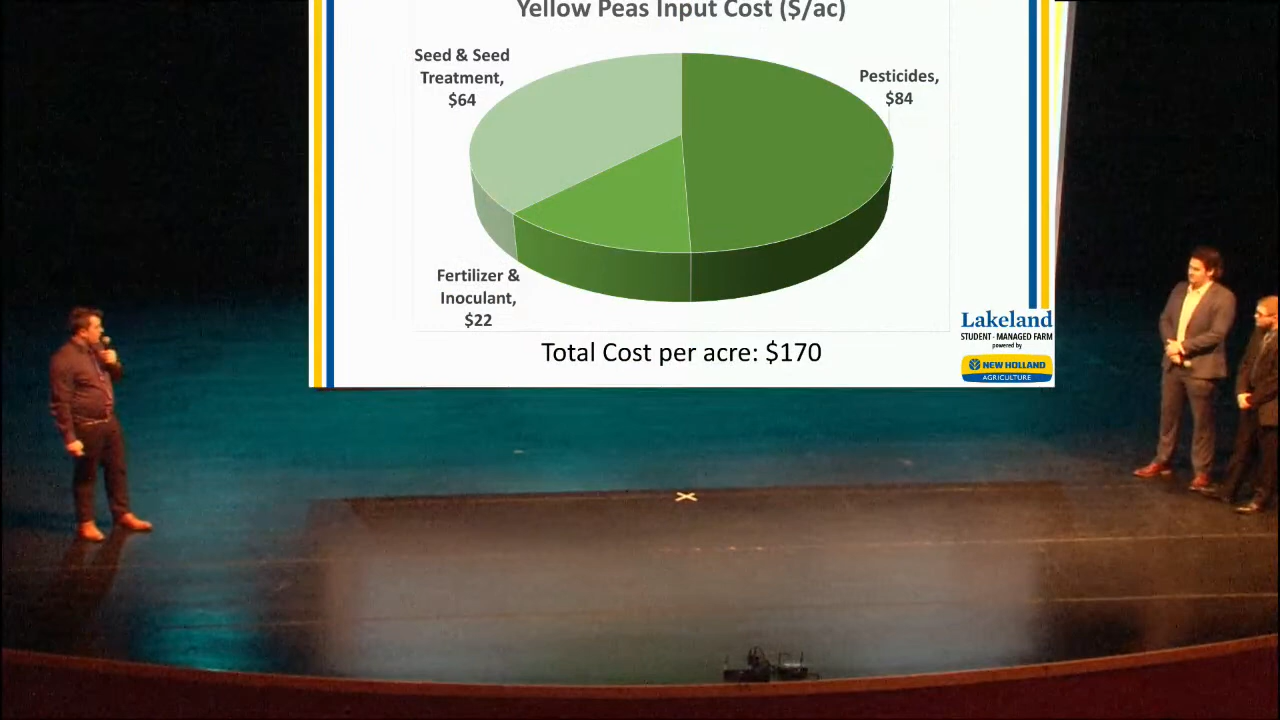 Yellow Peas Input Cost ($/ac)
Seed & Seed
Treatment,
$64
Pesticides,
$84
Fertilizer &
Inoculant,
$22
Total Cost per acre: $170
Lakeland
STUDENT - MANAGED FARM
powered by
NEW HOLLAND
AGRICULTURE